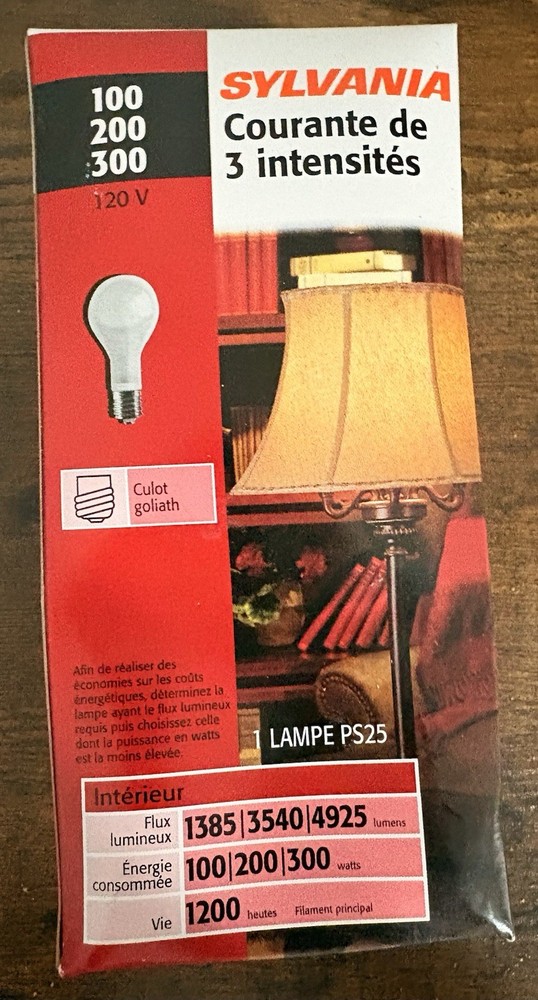 100
200
300
120 V
SYLVANIA
Courante de
3 intensités
Culot
goliath
Afin de réaliser des
économies sur les coûts
énergétiques, déterminez la
lampe ayant le flux lumineux
requis puis choisissez celle
dont la puissance en watts
est la moins élevée.
1 LAMPE PS25
Intérieur
Flux
lumineux
1385|3540|4925 lumens
Énergie
consommée
100|200|300 watts
Vie
1200 heutes Filament principal